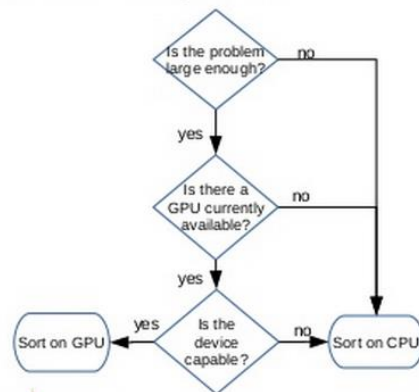 Is the problem
large enough?
no
yes
Is there a
GPU currently
available?
no
yes
Is the
device
capable?
yes
no
Sort on GPU
Sort on CPU